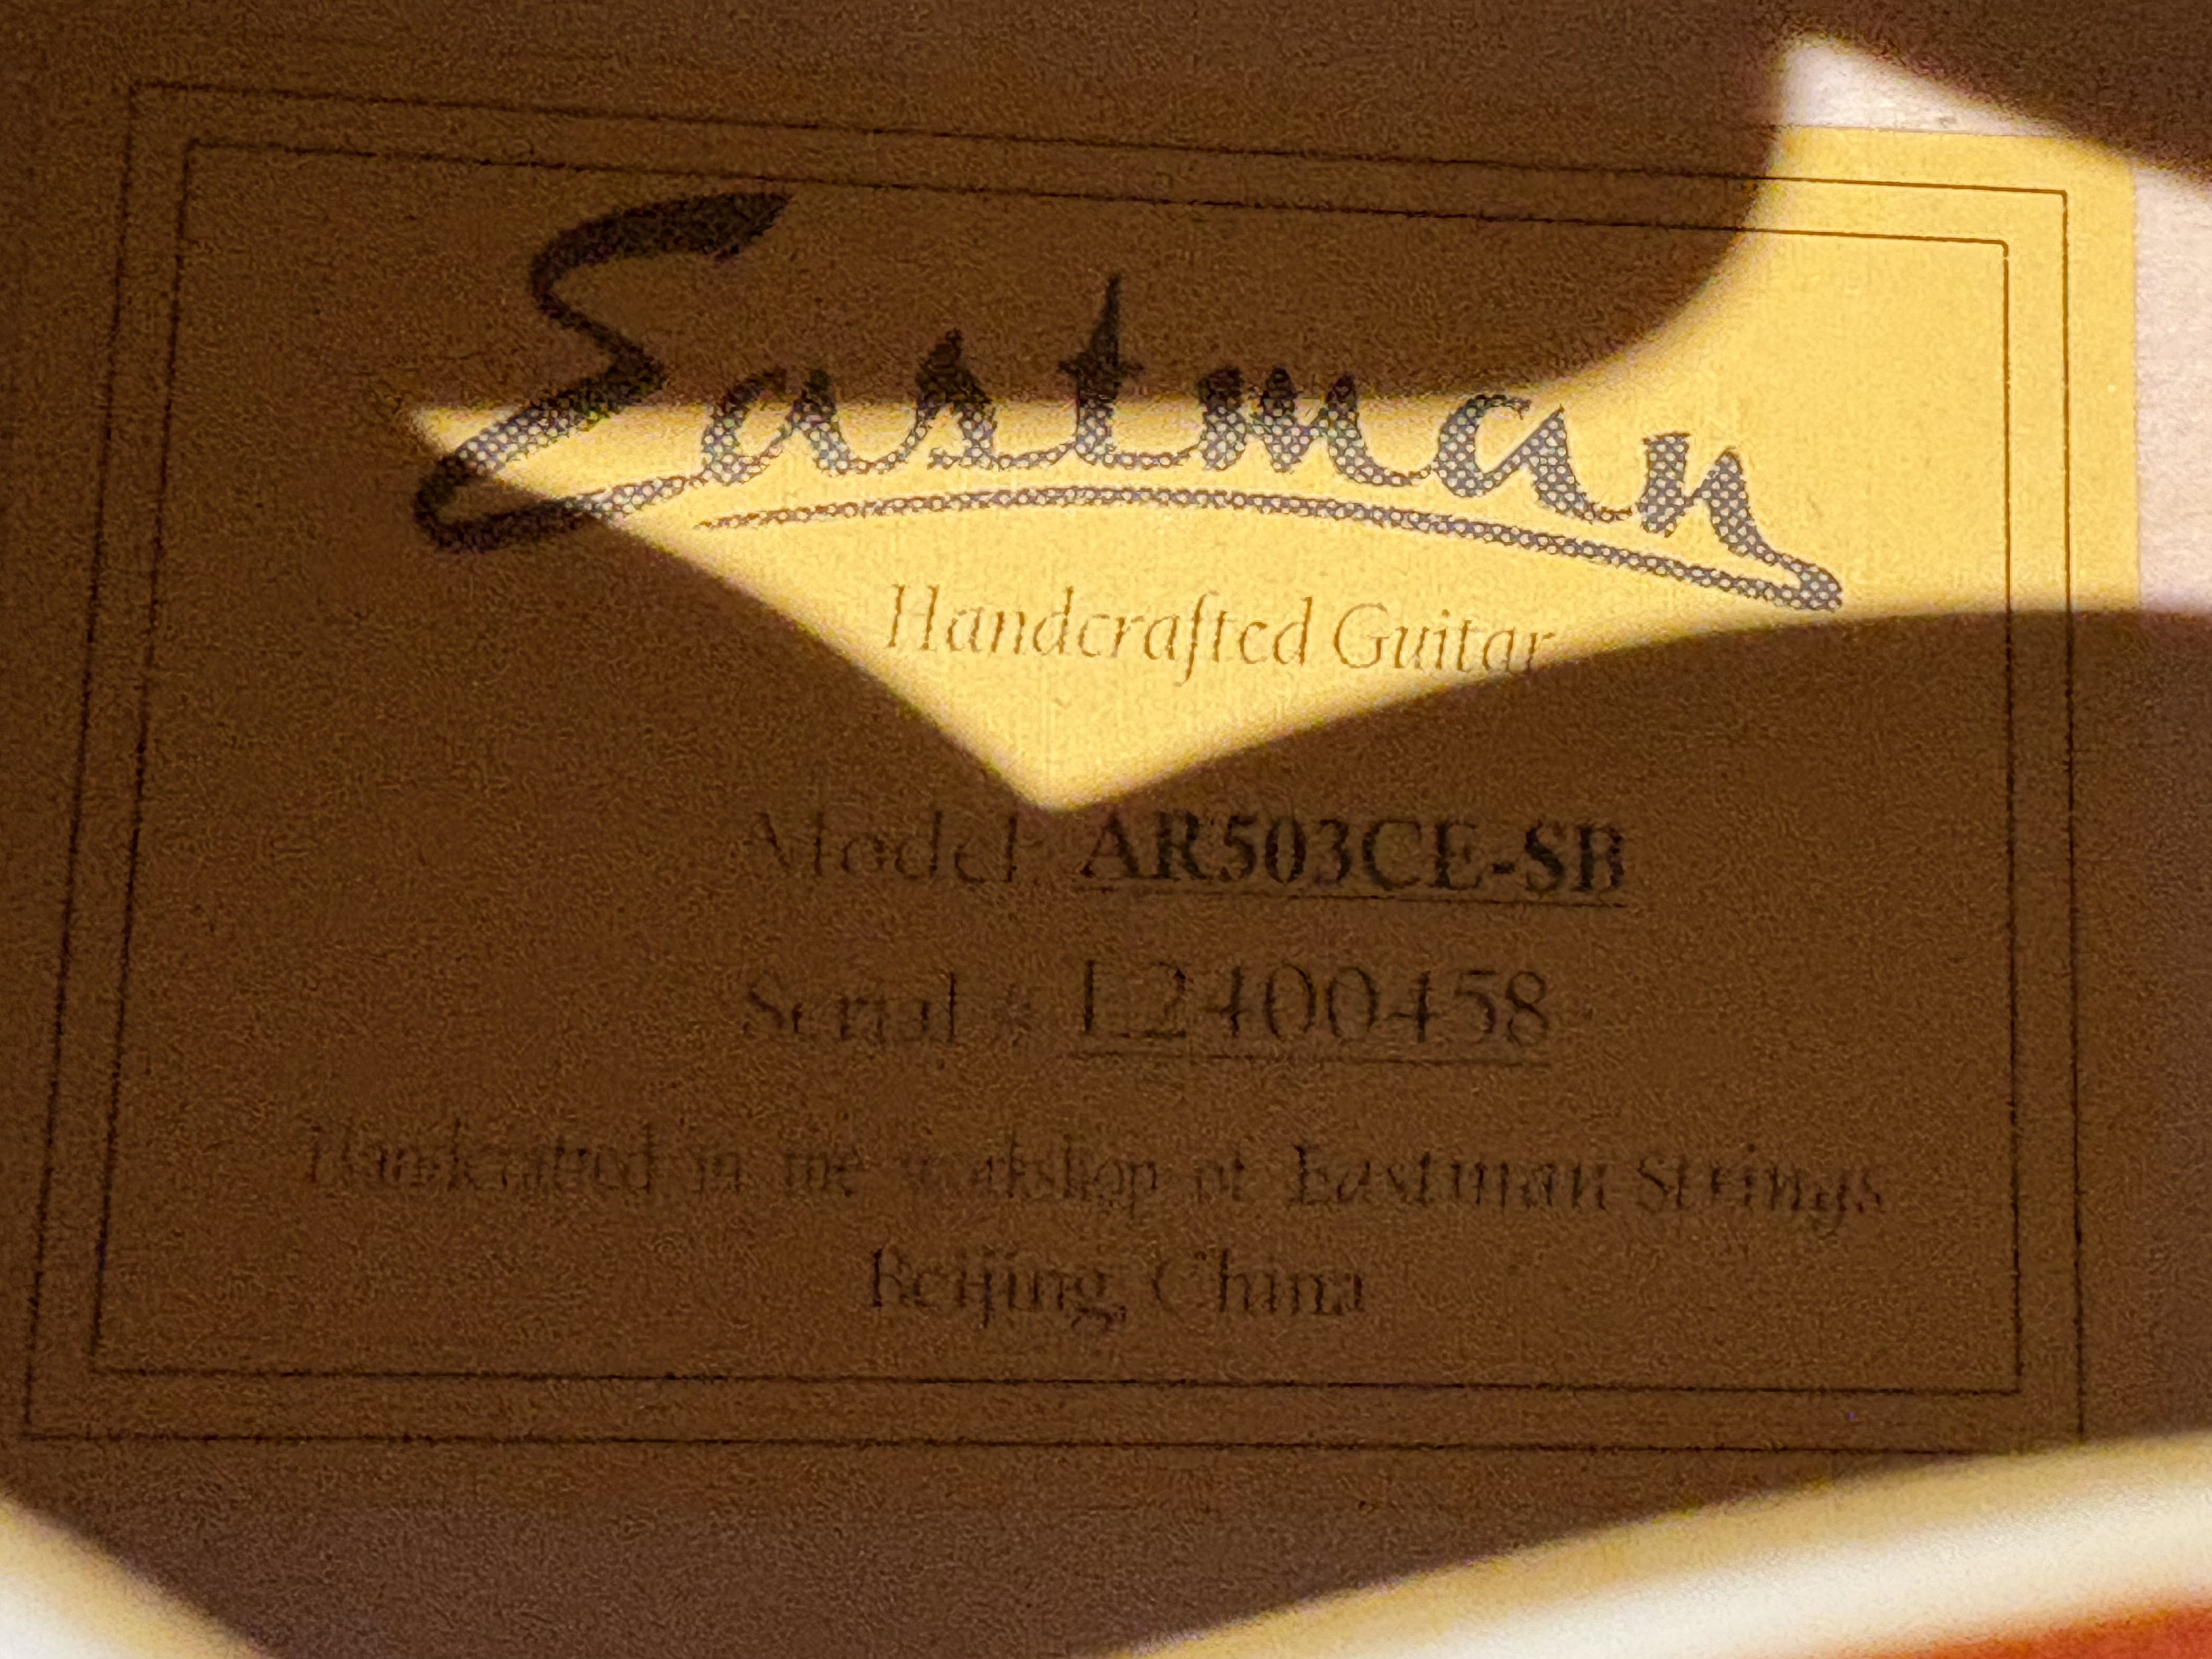 Eastman
Handcrafted Guitar
Model: AR503CE-SB
Serial # L2400458
Handcrafted in the workshop of Eastman Strings
Beijing, China